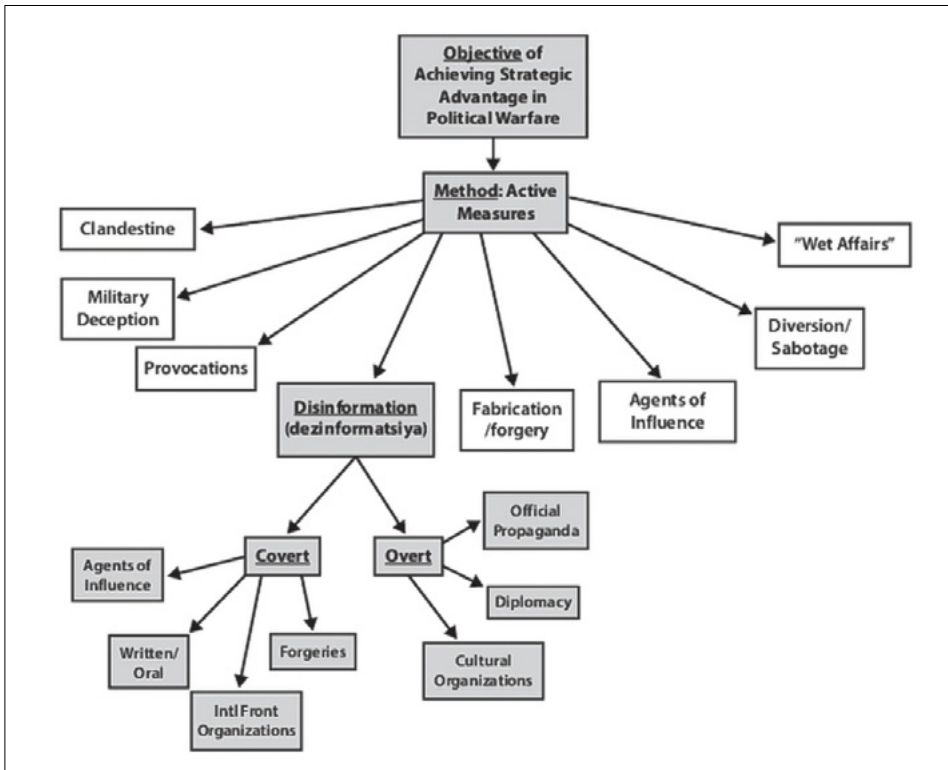 Objective of
Achieving Strategic
Advantage in
Political Warfare
Method: Active
Measures
Clandestine
"Wet Affairs"
Military
Deception
Diversion/
Sabotage
Provocations
Disinformation
(dezinformatsiya)
Fabrication
/forgery
Agents of
Influence
Official
Propaganda
Covert
Overt
Agents of
Influence
Diplomacy
Written/
Oral
Forgeries
Cultural
Organizations
Intl Front
Organizations